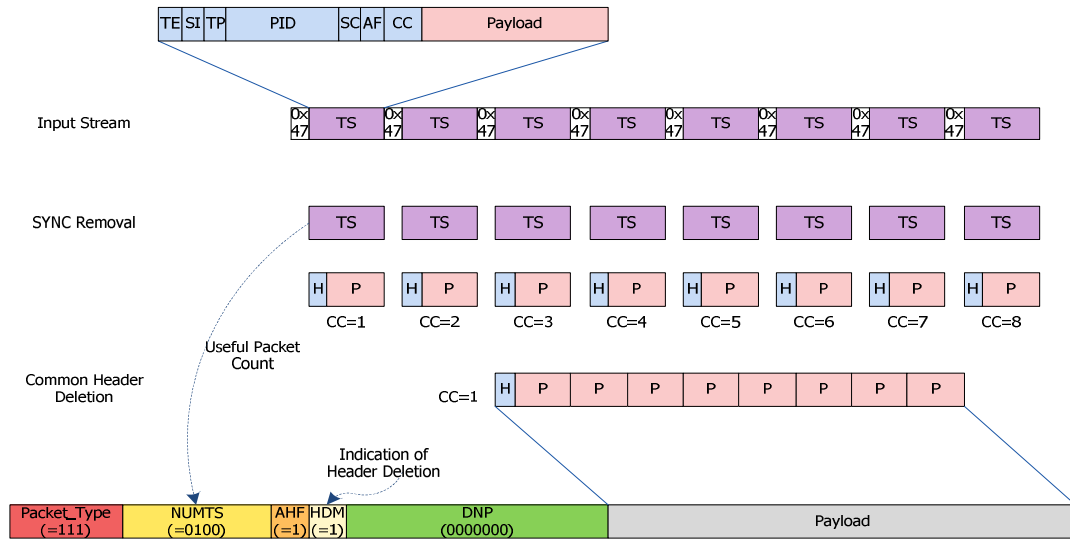 TE SI TP PID SC AF CC Payload
Input Stream
0x 47 TS 0x 47 TS 0x 47 TS 0x 47 TS 0x 47 TS 0x 47 TS 0x 47 TS 0x 47 TS
SYNC Removal
TS TS TS TS TS TS TS TS
H P H P H P H P H P H P H P H P
CC=1 CC=2 CC=3 CC=4 CC=5 CC=6 CC=7 CC=8
Useful Packet
Count
Common Header
Deletion
CC=1 H P P P P P P P P
Indication of
Header Deletion
Packet_Type
(=111)
NUMTS
(=0100)
AHF
(=1)
HDM
(=1)
DNP
(0000000)
Payload